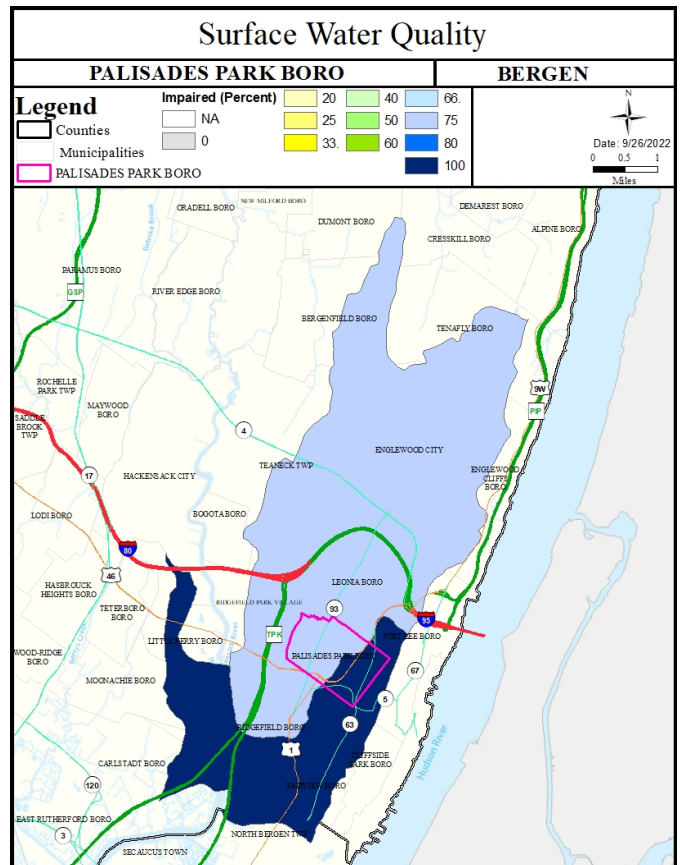 Surface Water Quality
PALISADES PARK BORO
BERGEN
Legend
Counties
Municipalities
PALISADES PARK BORO
Impaired (Percent)
NA
0
20
25
33.
40
50
60
66.
75
80
100
N
Date: 9/26/2022
0 0.5 1
Miles
ORADELL BORO
NEW MILFORD BORO
DUMONT BORO
DEMAREST BORO
CRESSKILL BORO
ALPINE BORO
PARAMUS BORO
GSP
RIVER EDGE BORO
BERGENFIELD BORO
TENAFLY BORO
ROCHELLE
PARK TWP
MAYWOOD
BORO
9W
PIP
SADDLE
BROOK
TWP
4
ENGLEWOOD CITY
TEANECK TWP
17
HACKENSACK CITY
ENGLEWOOD
CLIFFS
BORO
LODI BORO
BOGOTA BORO
80
46
LEONIA BORO
HASBROUCK
HEIGHTS BORO
TETERBORO
BORO
RIDGEFIELD PARK VILLAGE
93
95
TPK
LITTLE FERRY BORO
FORT LEE BORO
WOOD-RIDGE
BORO
PALISADES PARK BORO
67
MOONACHIE BORO
5
RIDGEFIELD BORO
63
1
Hudson River
CARLSTADT BORO
CLIFFSIDE
PARK BORO
120
FAIRVIEW BORO
EAST RUTHERFORD BORO
3
NORTH BERGEN TWP
SECAUCUS TOWN